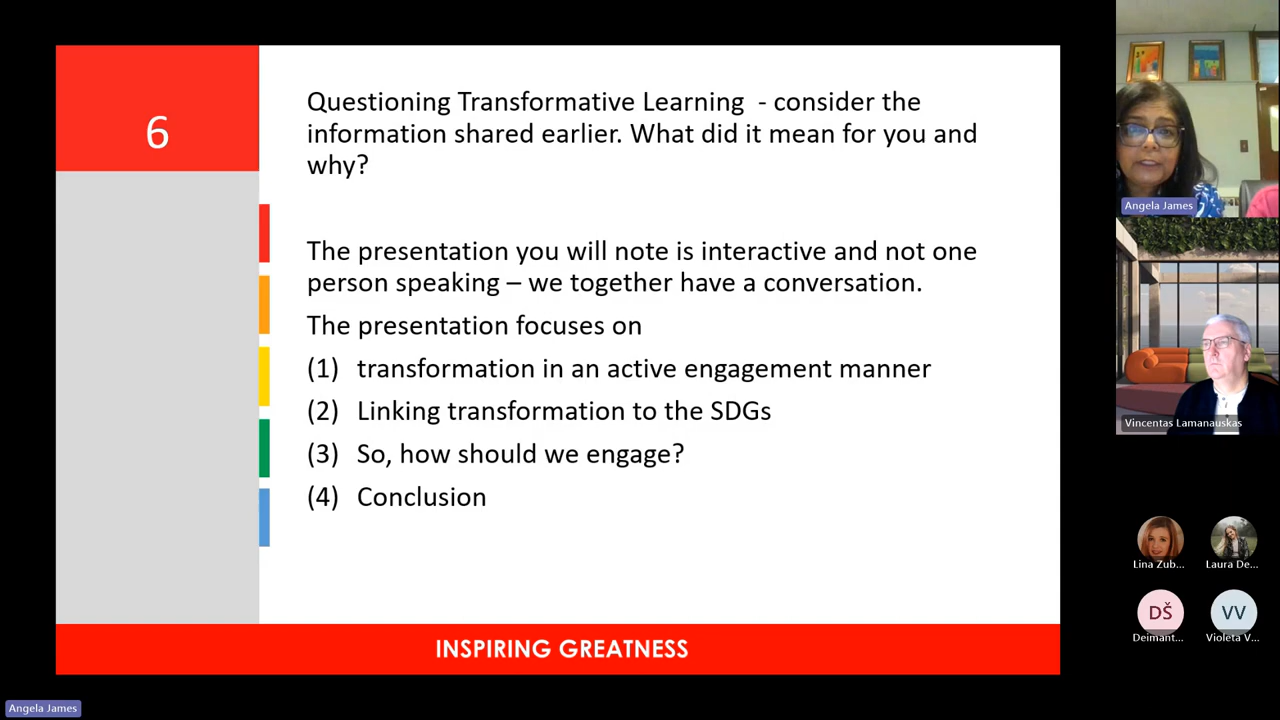 6
Questioning Transformative Learning - consider the
information shared earlier. What did it mean for you and
why?
The presentation you will note is interactive and not one
person speaking – we together have a conversation.
The presentation focuses on
(1) transformation in an active engagement manner
(2) Linking transformation to the SDGs
(3) So, how should we engage?
(4) Conclusion
INSPIRING GREATNESS
Angela James
Vincentas Lamanauskas
Lina Zub...
Laura De...
DŠ
VV
Deimant...
Violeta V...
Angela James